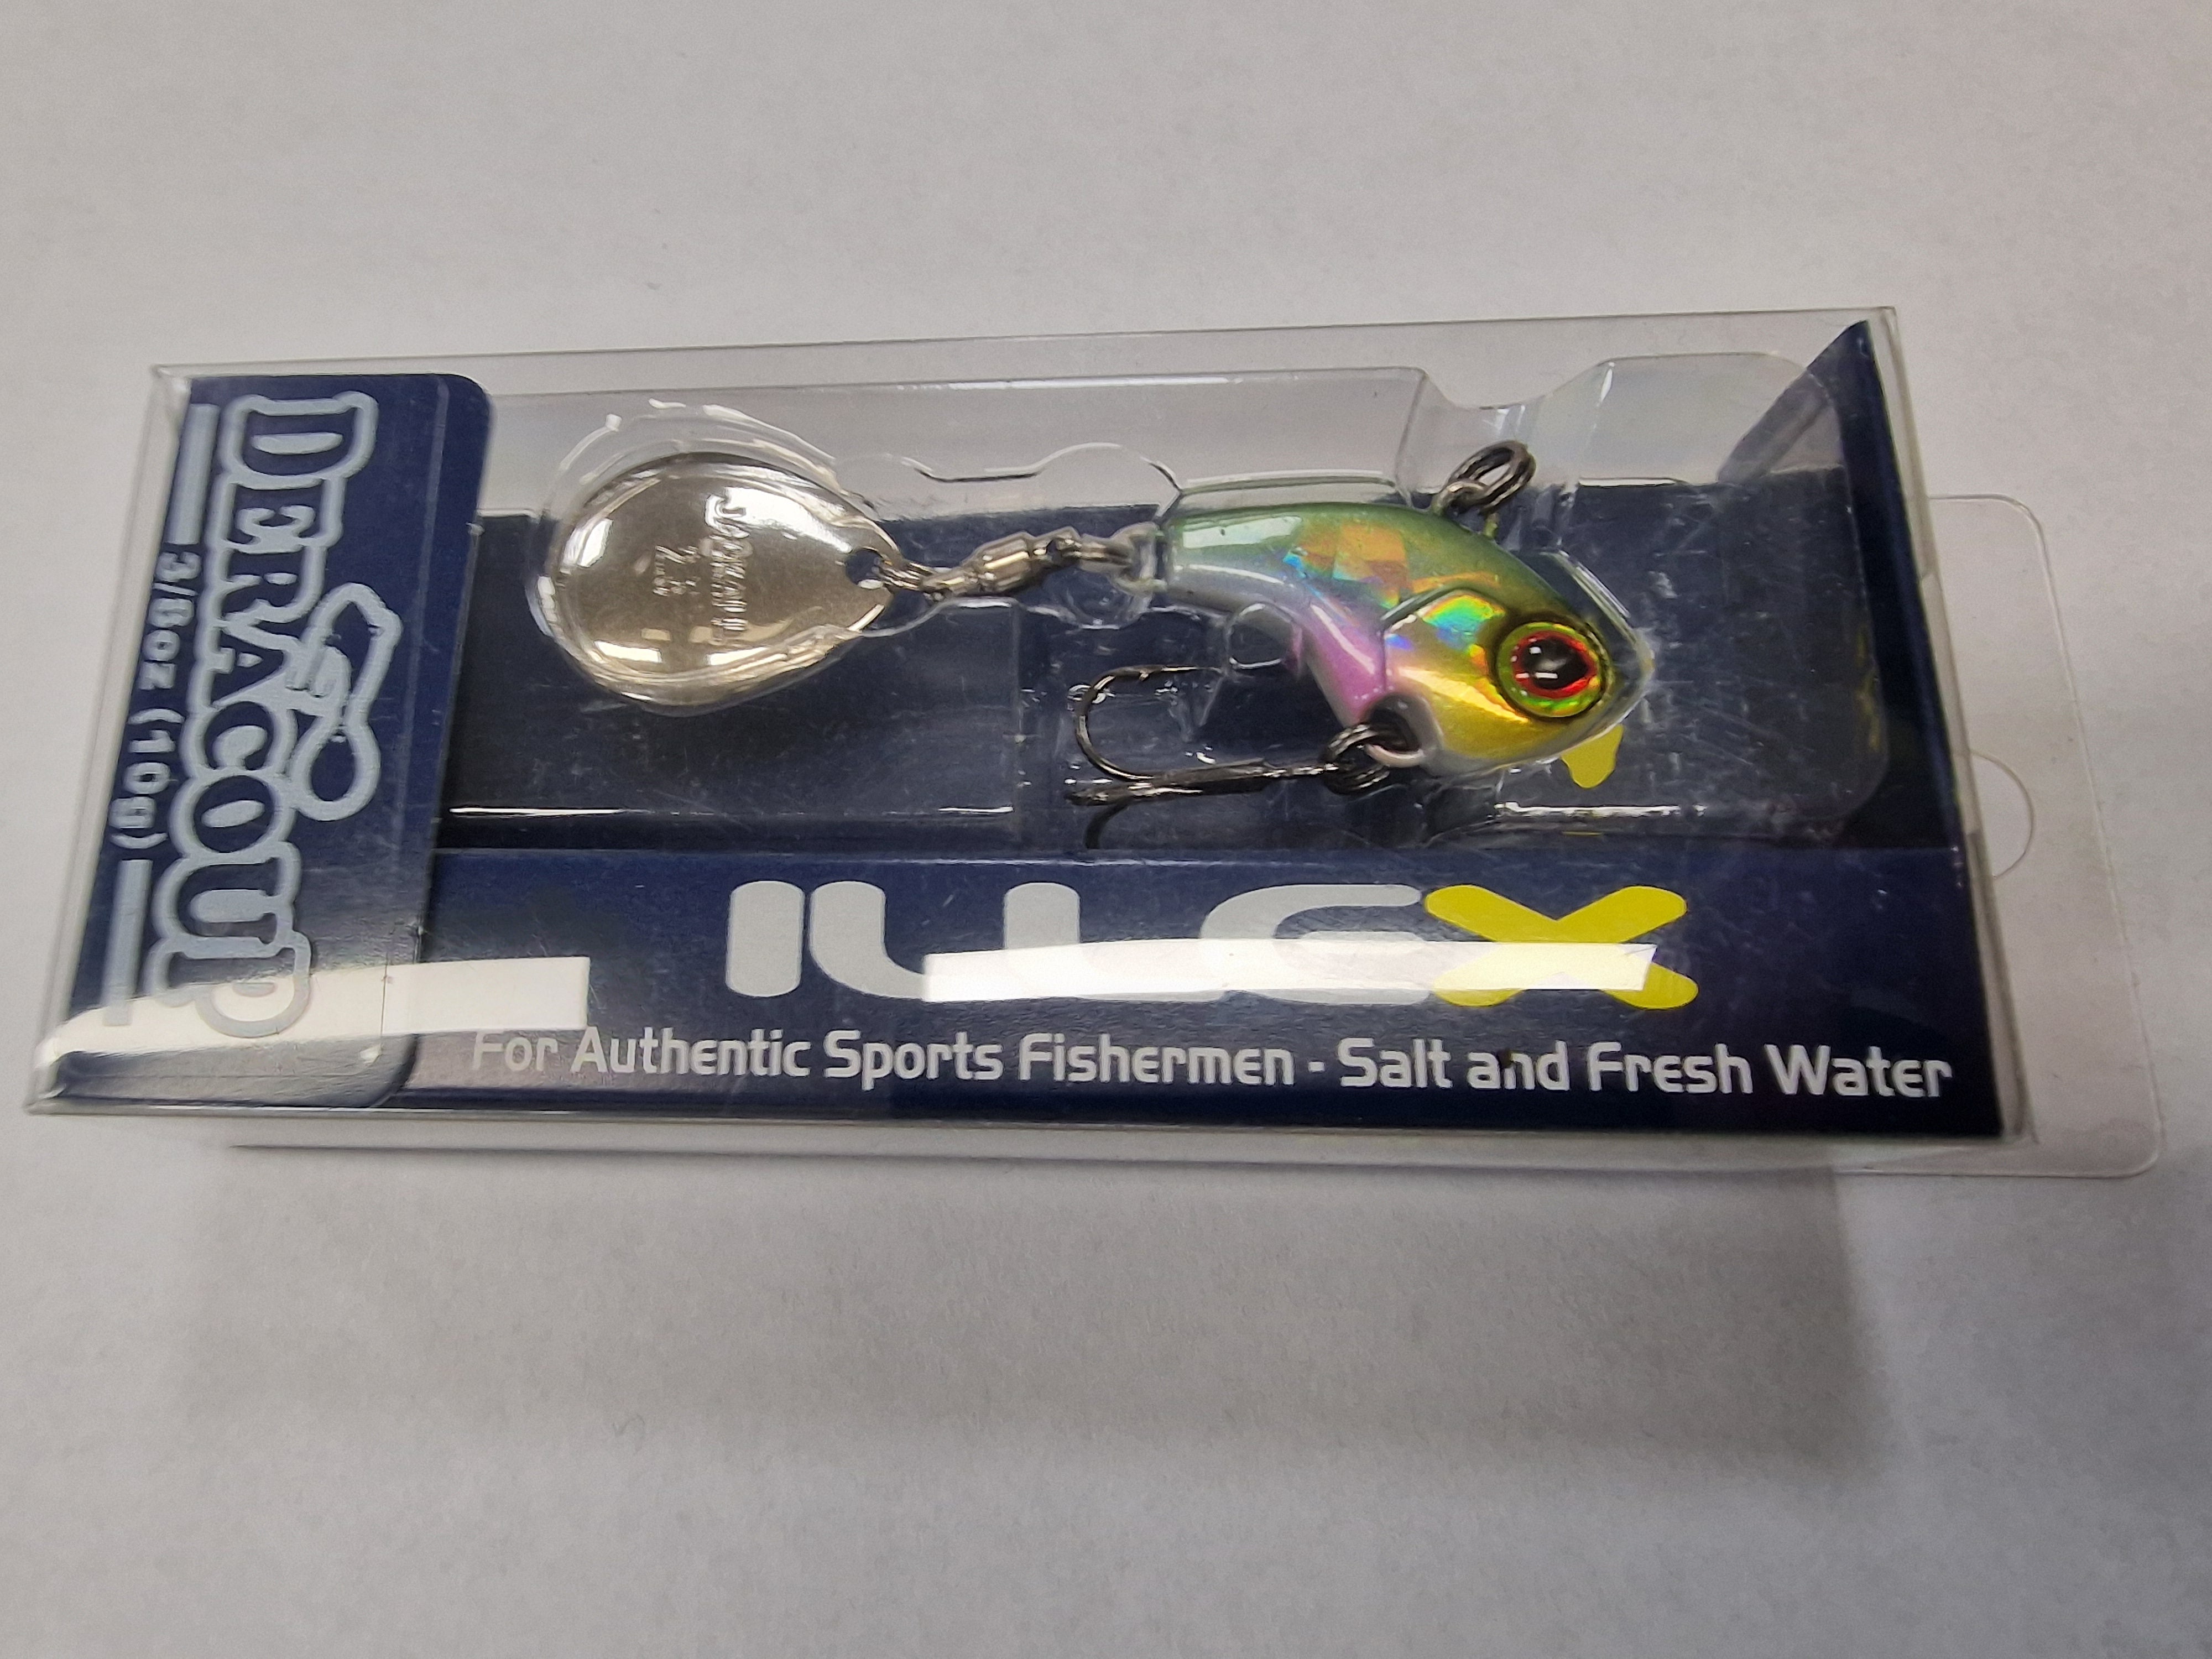 DERACOUP
3/8oz (10g)
ILLEX
For Authentic Sports Fishermen - Salt and Fresh Water